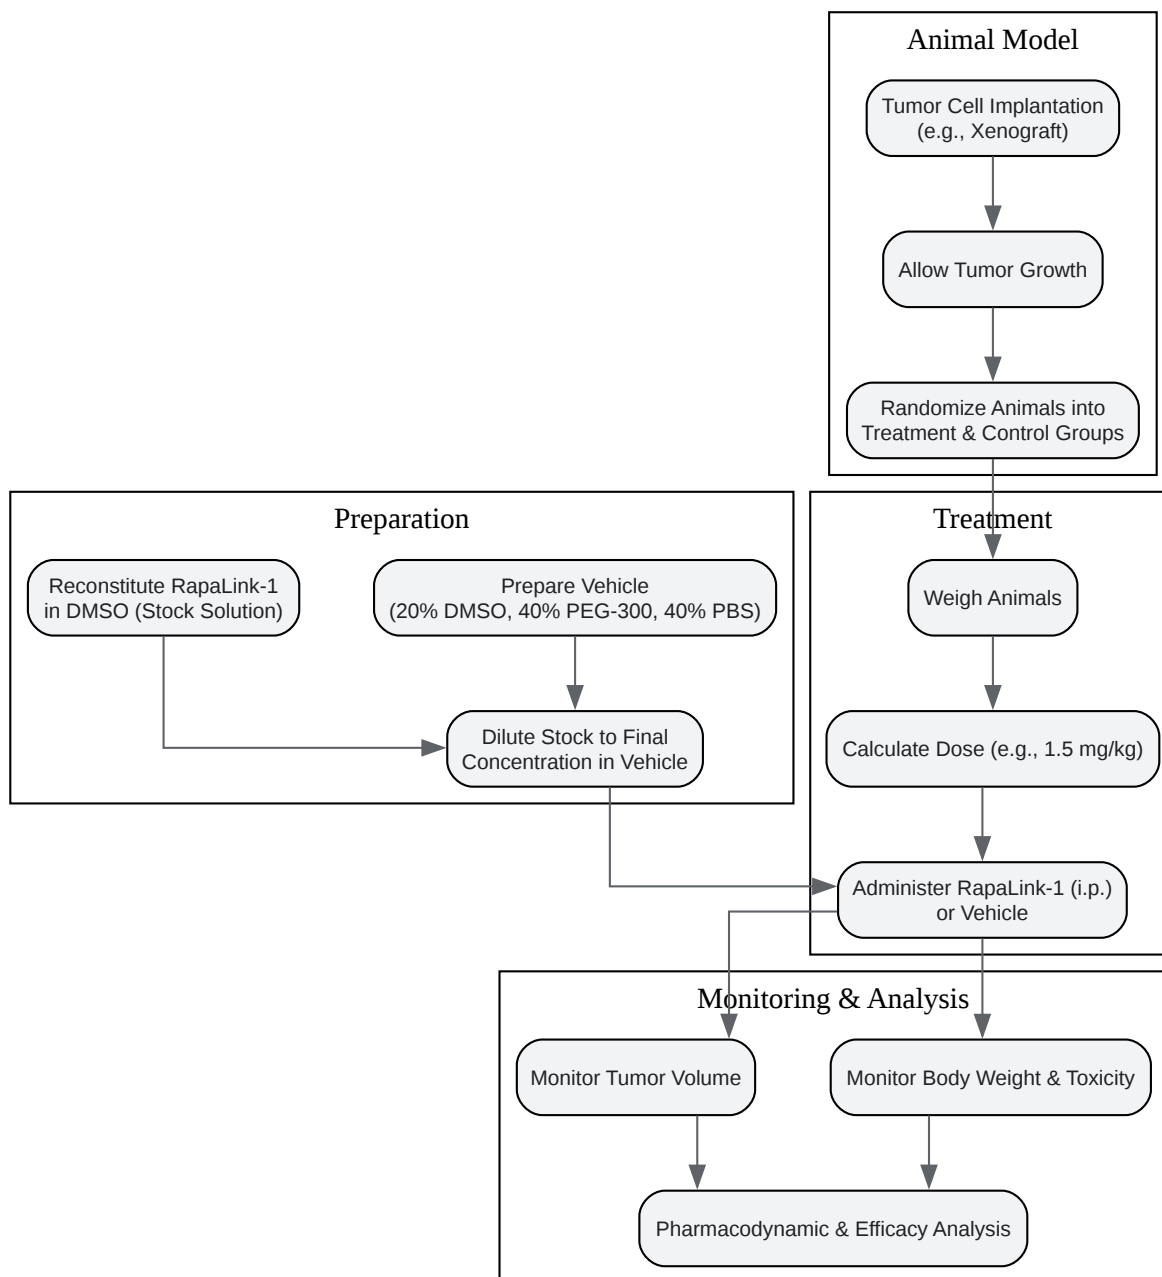 Animal Model
Tumor Cell Implantation
(e.g., Xenograft)
Allow Tumor Growth
Randomize Animals into
Treatment & Control Groups
Preparation
Reconstitute RapaLink-1
in DMSO (Stock Solution)
Prepare Vehicle
(20% DMSO, 40% PEG-300, 40% PBS)
Dilute Stock to Final
Concentration in Vehicle
Treatment
Weigh Animals
Calculate Dose (e.g., 1.5 mg/kg)
Administer RapaLink-1 (i.p.)
or Vehicle
Monitoring & Analysis
Monitor Tumor Volume
Monitor Body Weight & Toxicity
Pharmacodynamic & Efficacy Analysis